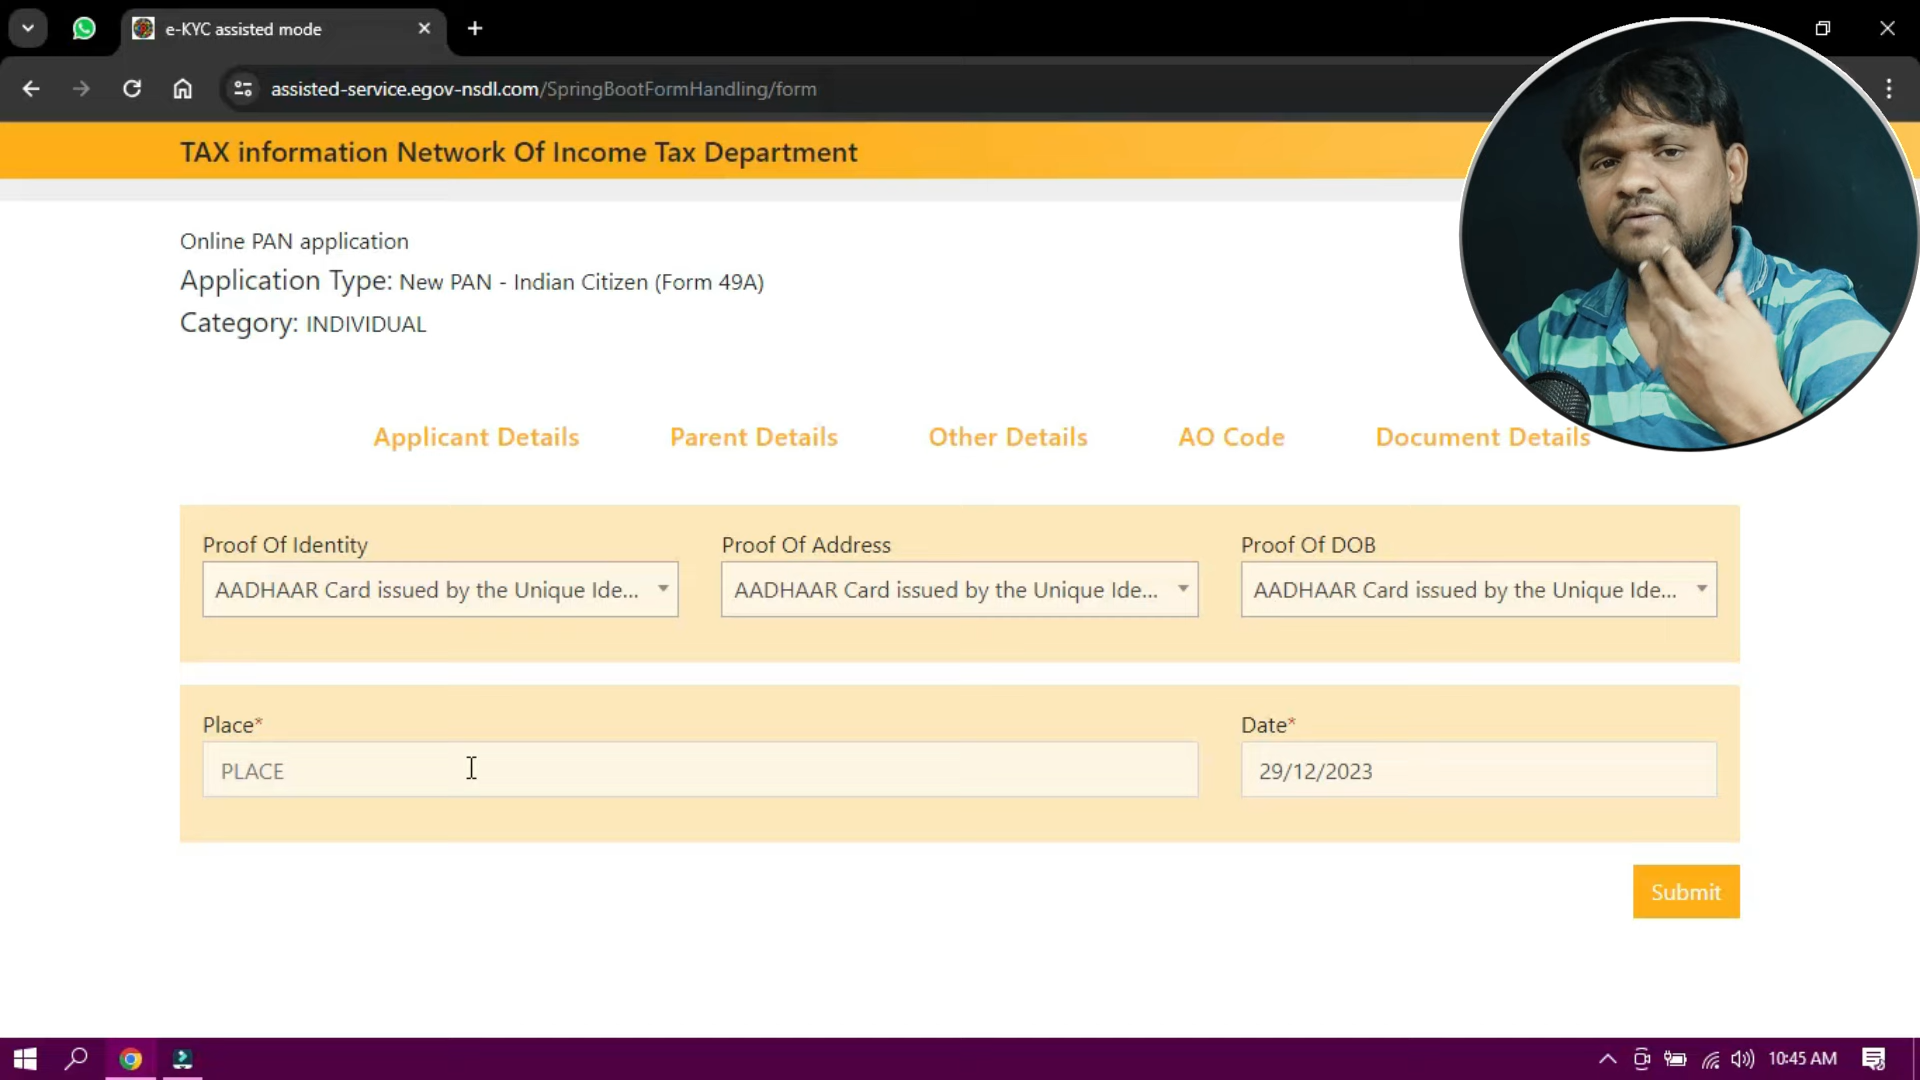 e-KYC assisted mode
assisted-service.egov-nsdl.com/SpringBootFormHandling/form
TAX information Network Of Income Tax Department
Online PAN application
Application Type: New PAN - Indian Citizen (Form 49A)
Category: INDIVIDUAL
Applicant Details Parent Details Other Details AO Code Document Details
Proof Of Identity Proof Of Address Proof Of DOB
AADHAAR Card issued by the Unique Ide... AADHAAR Card issued by the Unique Ide... AADHAAR Card issued by the Unique Ide...
Place* Date*
PLACE 29/12/2023
Submit
10:45 AM